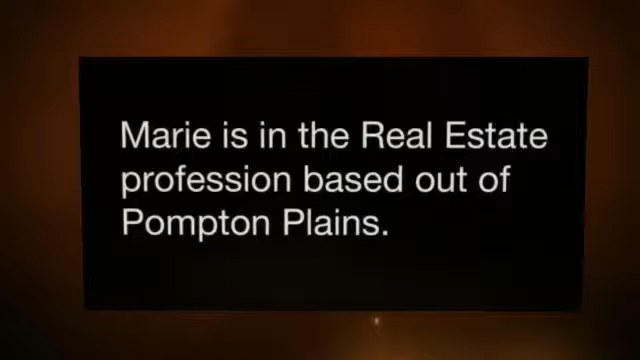 Marie is in the Real Estate
profession based out of
Pompton Plains.